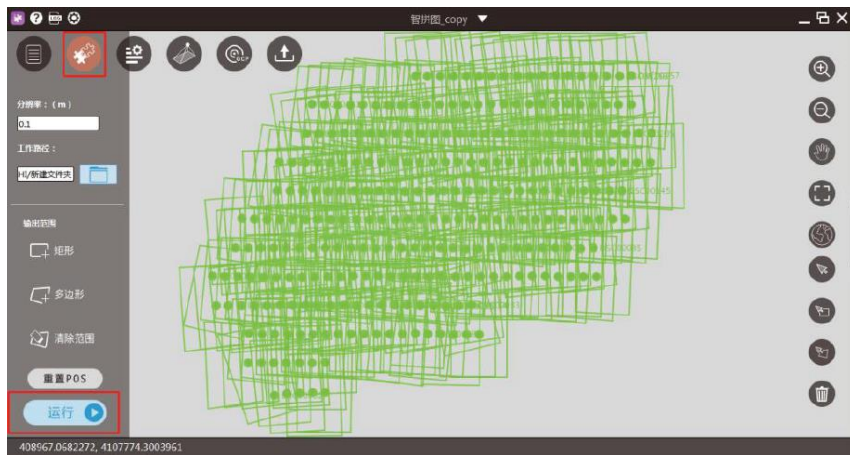 智拼图_copy
GCP
分辨率：（m）
0.1
工作路径：
HI/新建文件夹
输出范围
矩形
多边形
清除范围
重置POS
运行
408967.0682272, 4107774.3003961